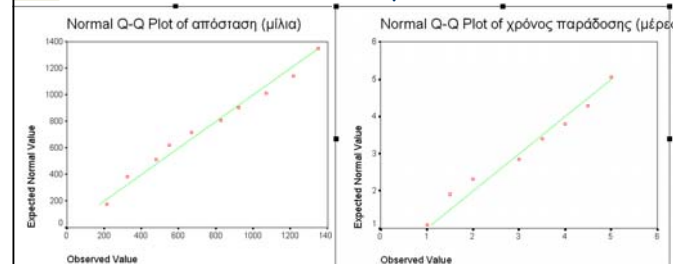 Normal Q-Q Plot of απόσταση (μίλια)
1400
1200
1000
800
600
400
200
0
0 200 400 600 800 1000 1200 140
Expected Normal Value
Observed Value
Normal Q-Q Plot of χρόνος παράδοσης (μέρες
6
5
4
3
2
1
0 1 2 3 4 5 6
Expected Normal Value
Observed Value